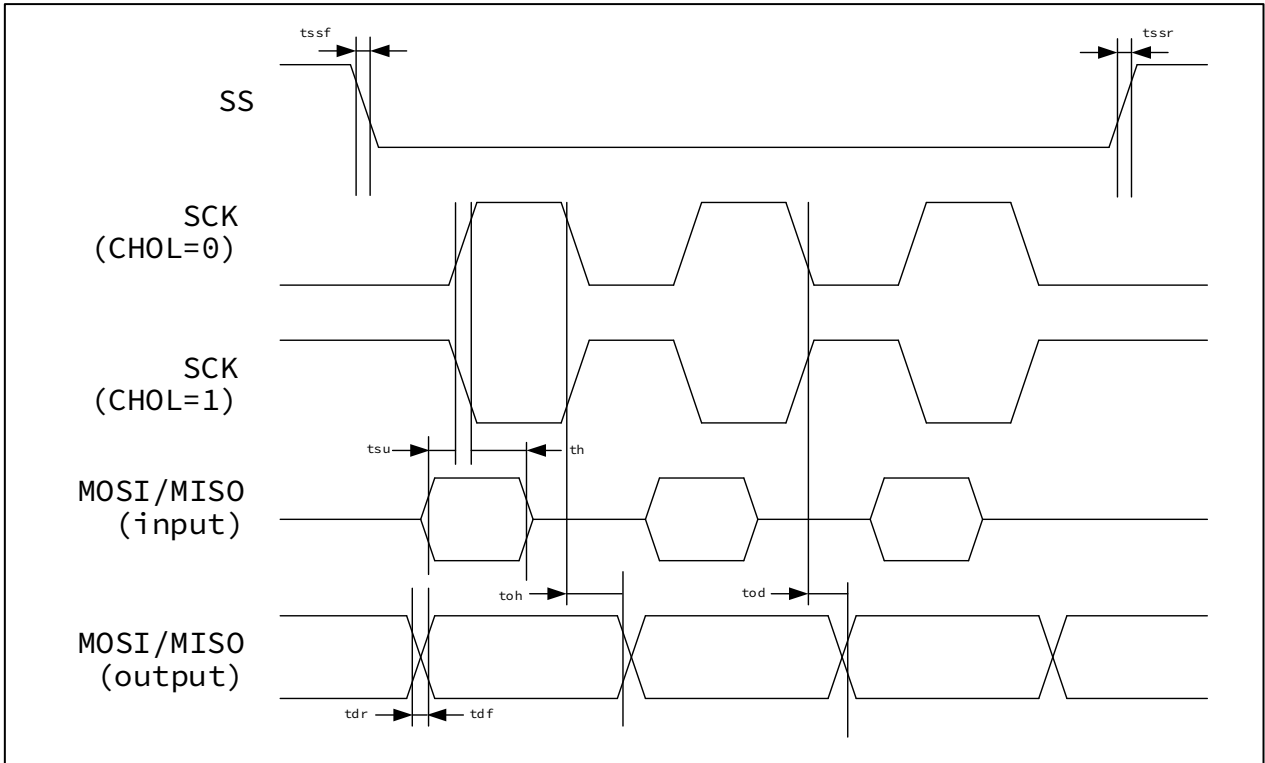 tssf
tssr
SS
SCK
(CHOL=0)
SCK
(CHOL=1)
tsu
th
MOSI/MISO
(input)
toh
tod
MOSI/MISO
(output)
tdr
tdf